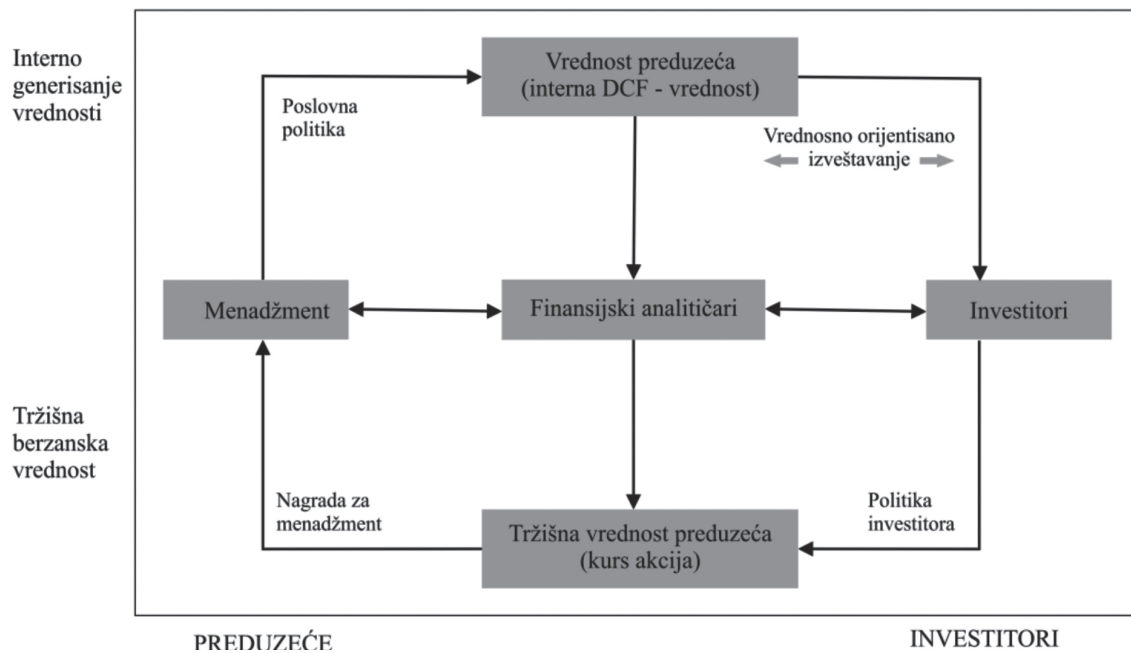 Interno
generisanje
vrednosti
Vrednost preduzeća
(interna DCF - vrednost)
Poslovna
politika
Vrednosno orijentisano
izveštavanje
Menadžment
Finansijski analitičari
Investitori
Tržišna
berzanska
vrednost
Nagrada za
menadžment
Tržišna vrednost preduzeća
(kurs akcija)
Politika
investitora
PREDUZEĆE
INVESTITORI